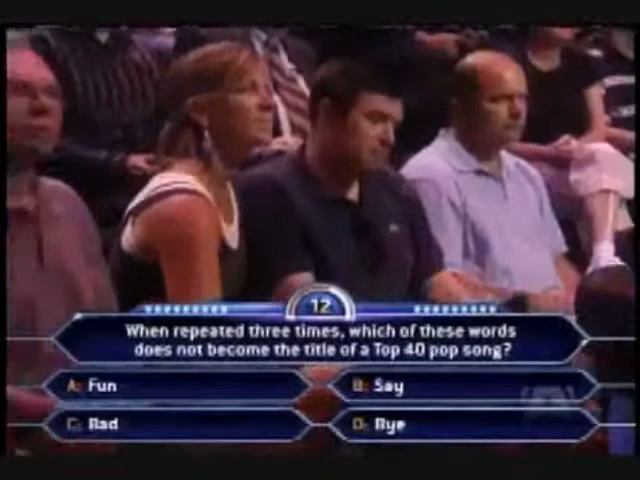 12
When repeated three times, which of these words
does not become the title of a Top 40 pop song?
A: Fun
B: Say
C: Bad
D: Bye